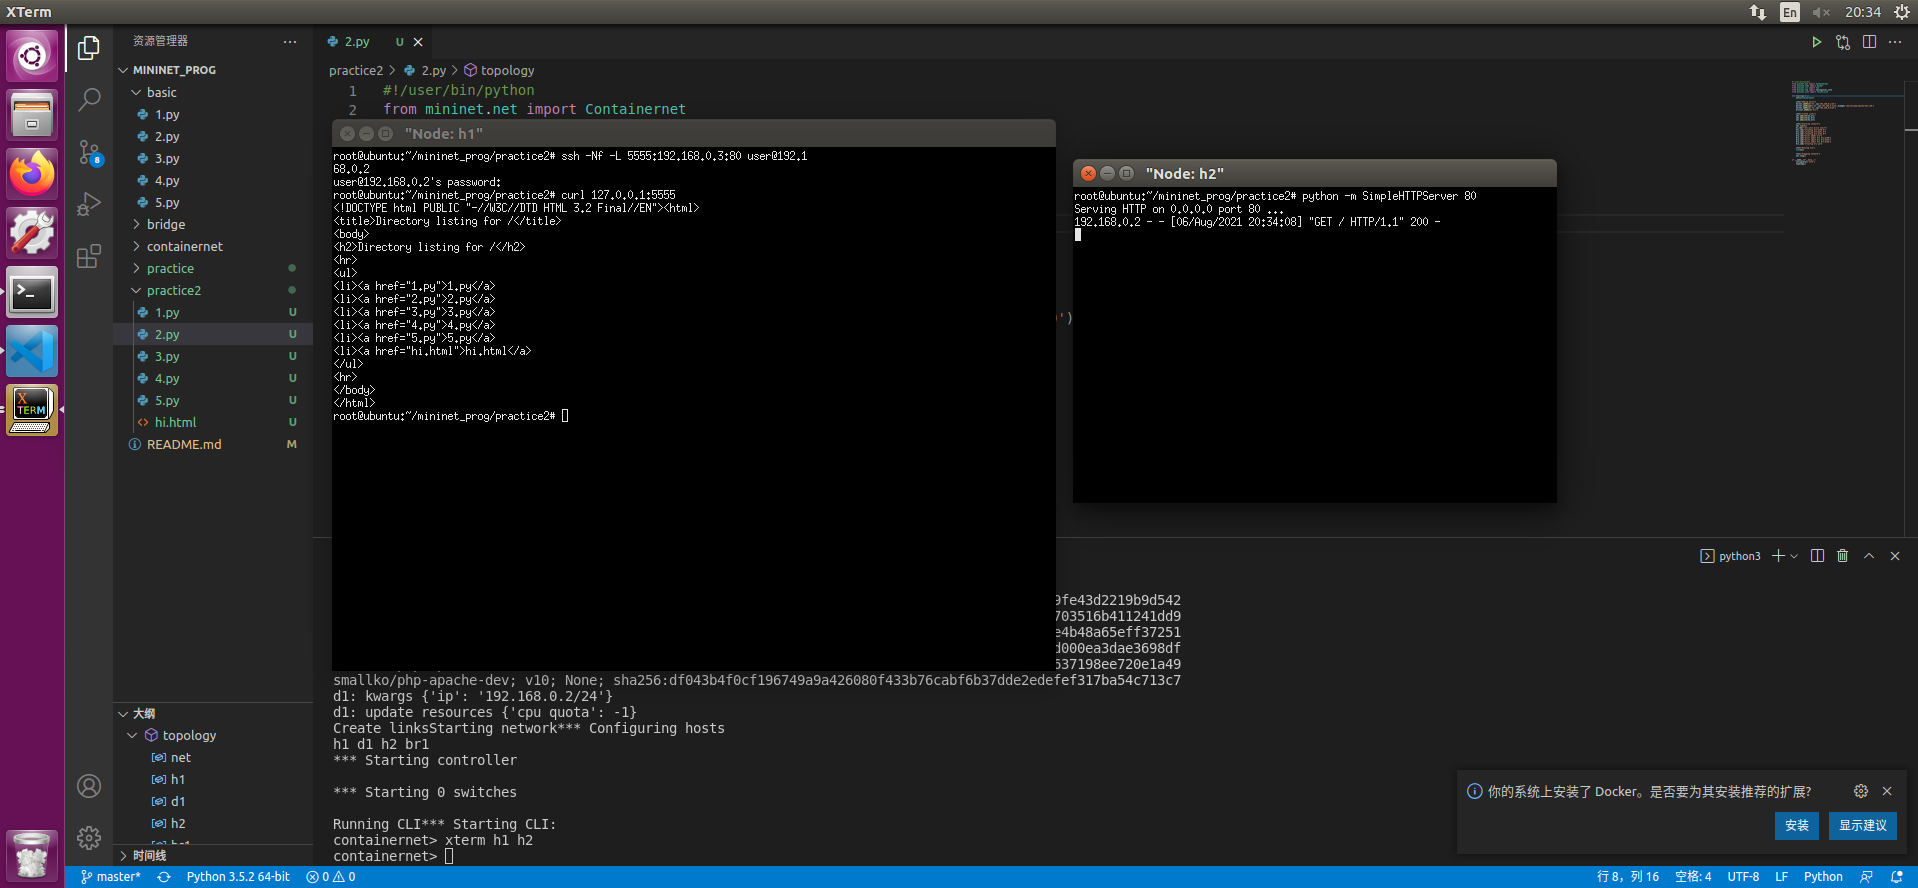 XTerm
En
20:34
资源管理器
2.py U
MININET_PROG
basic
1.py
2.py
3.py
4.py
5.py
bridge
containernet
practice
practice2
1.py U
2.py U
3.py U
4.py U
5.py U
hi.html U
README.md M
8
practice2 > 2.py > topology
1 #!/user/bin/python
2 from mininet.net import Containernet
')
"Node: h1"
root@ubuntu:~/mininet_prog/practice2# ssh -Nf -L 5555:192.168.0.3:80 user@192.1
68.0.2
user@192.168.0.2's password:
root@ubuntu:~/mininet_prog/practice2# curl 127.0.0.1:5555
<!DOCTYPE html PUBLIC "-//W3C//DTD HTML 3.2 Final//EN"><html>
<title>Directory listing for /</title>
<body>
<h2>Directory listing for /</h2>
<hr>
<ul>
<li><a href="1.py">1.py</a>
<li><a href="2.py">2.py</a>
<li><a href="3.py">3.py</a>
<li><a href="4.py">4.py</a>
<li><a href="5.py">5.py</a>
<li><a href="hi.html">hi.html</a>
</ul>
<hr>
</body>
</html>
root@ubuntu:~/mininet_prog/practice2#
"Node: h2"
root@ubuntu:~/mininet_prog/practice2# python -m SimpleHTTPServer 80
Serving HTTP on 0.0.0.0 port 80 ...
192.168.0.2 - - [06/Aug/2021 20:34:08] "GET / HTTP/1.1" 200 -
python3
9fe43d2219b9d542
703516b411241dd9
e4b48a65eff37251
d000ea3dae3698df
637198ee720e1a49
smallko/php-apache-dev; v10; None; sha256:df043b4f0cf196749a9a426080f433b76cabf6b37dde2edefef317ba54c713c7
d1: kwargs {'ip': '192.168.0.2/24'}
d1: update resources {'cpu quota': -1}
Create linksStarting network*** Configuring hosts
h1 d1 h2 br1
*** Starting controller
*** Starting 0 switches
Running CLI*** Starting CLI:
containernet> xterm h1 h2
containernet>
大纲
topology
net
h1
d1
h2
时间线
X
TERM
你的系统上安装了 Docker。是否要为其安装推荐的扩展?
安装
显示建议
master*
Python 3.5.2 64-bit
0 0
行 8，列 16
空格: 4
UTF-8
LF
Python